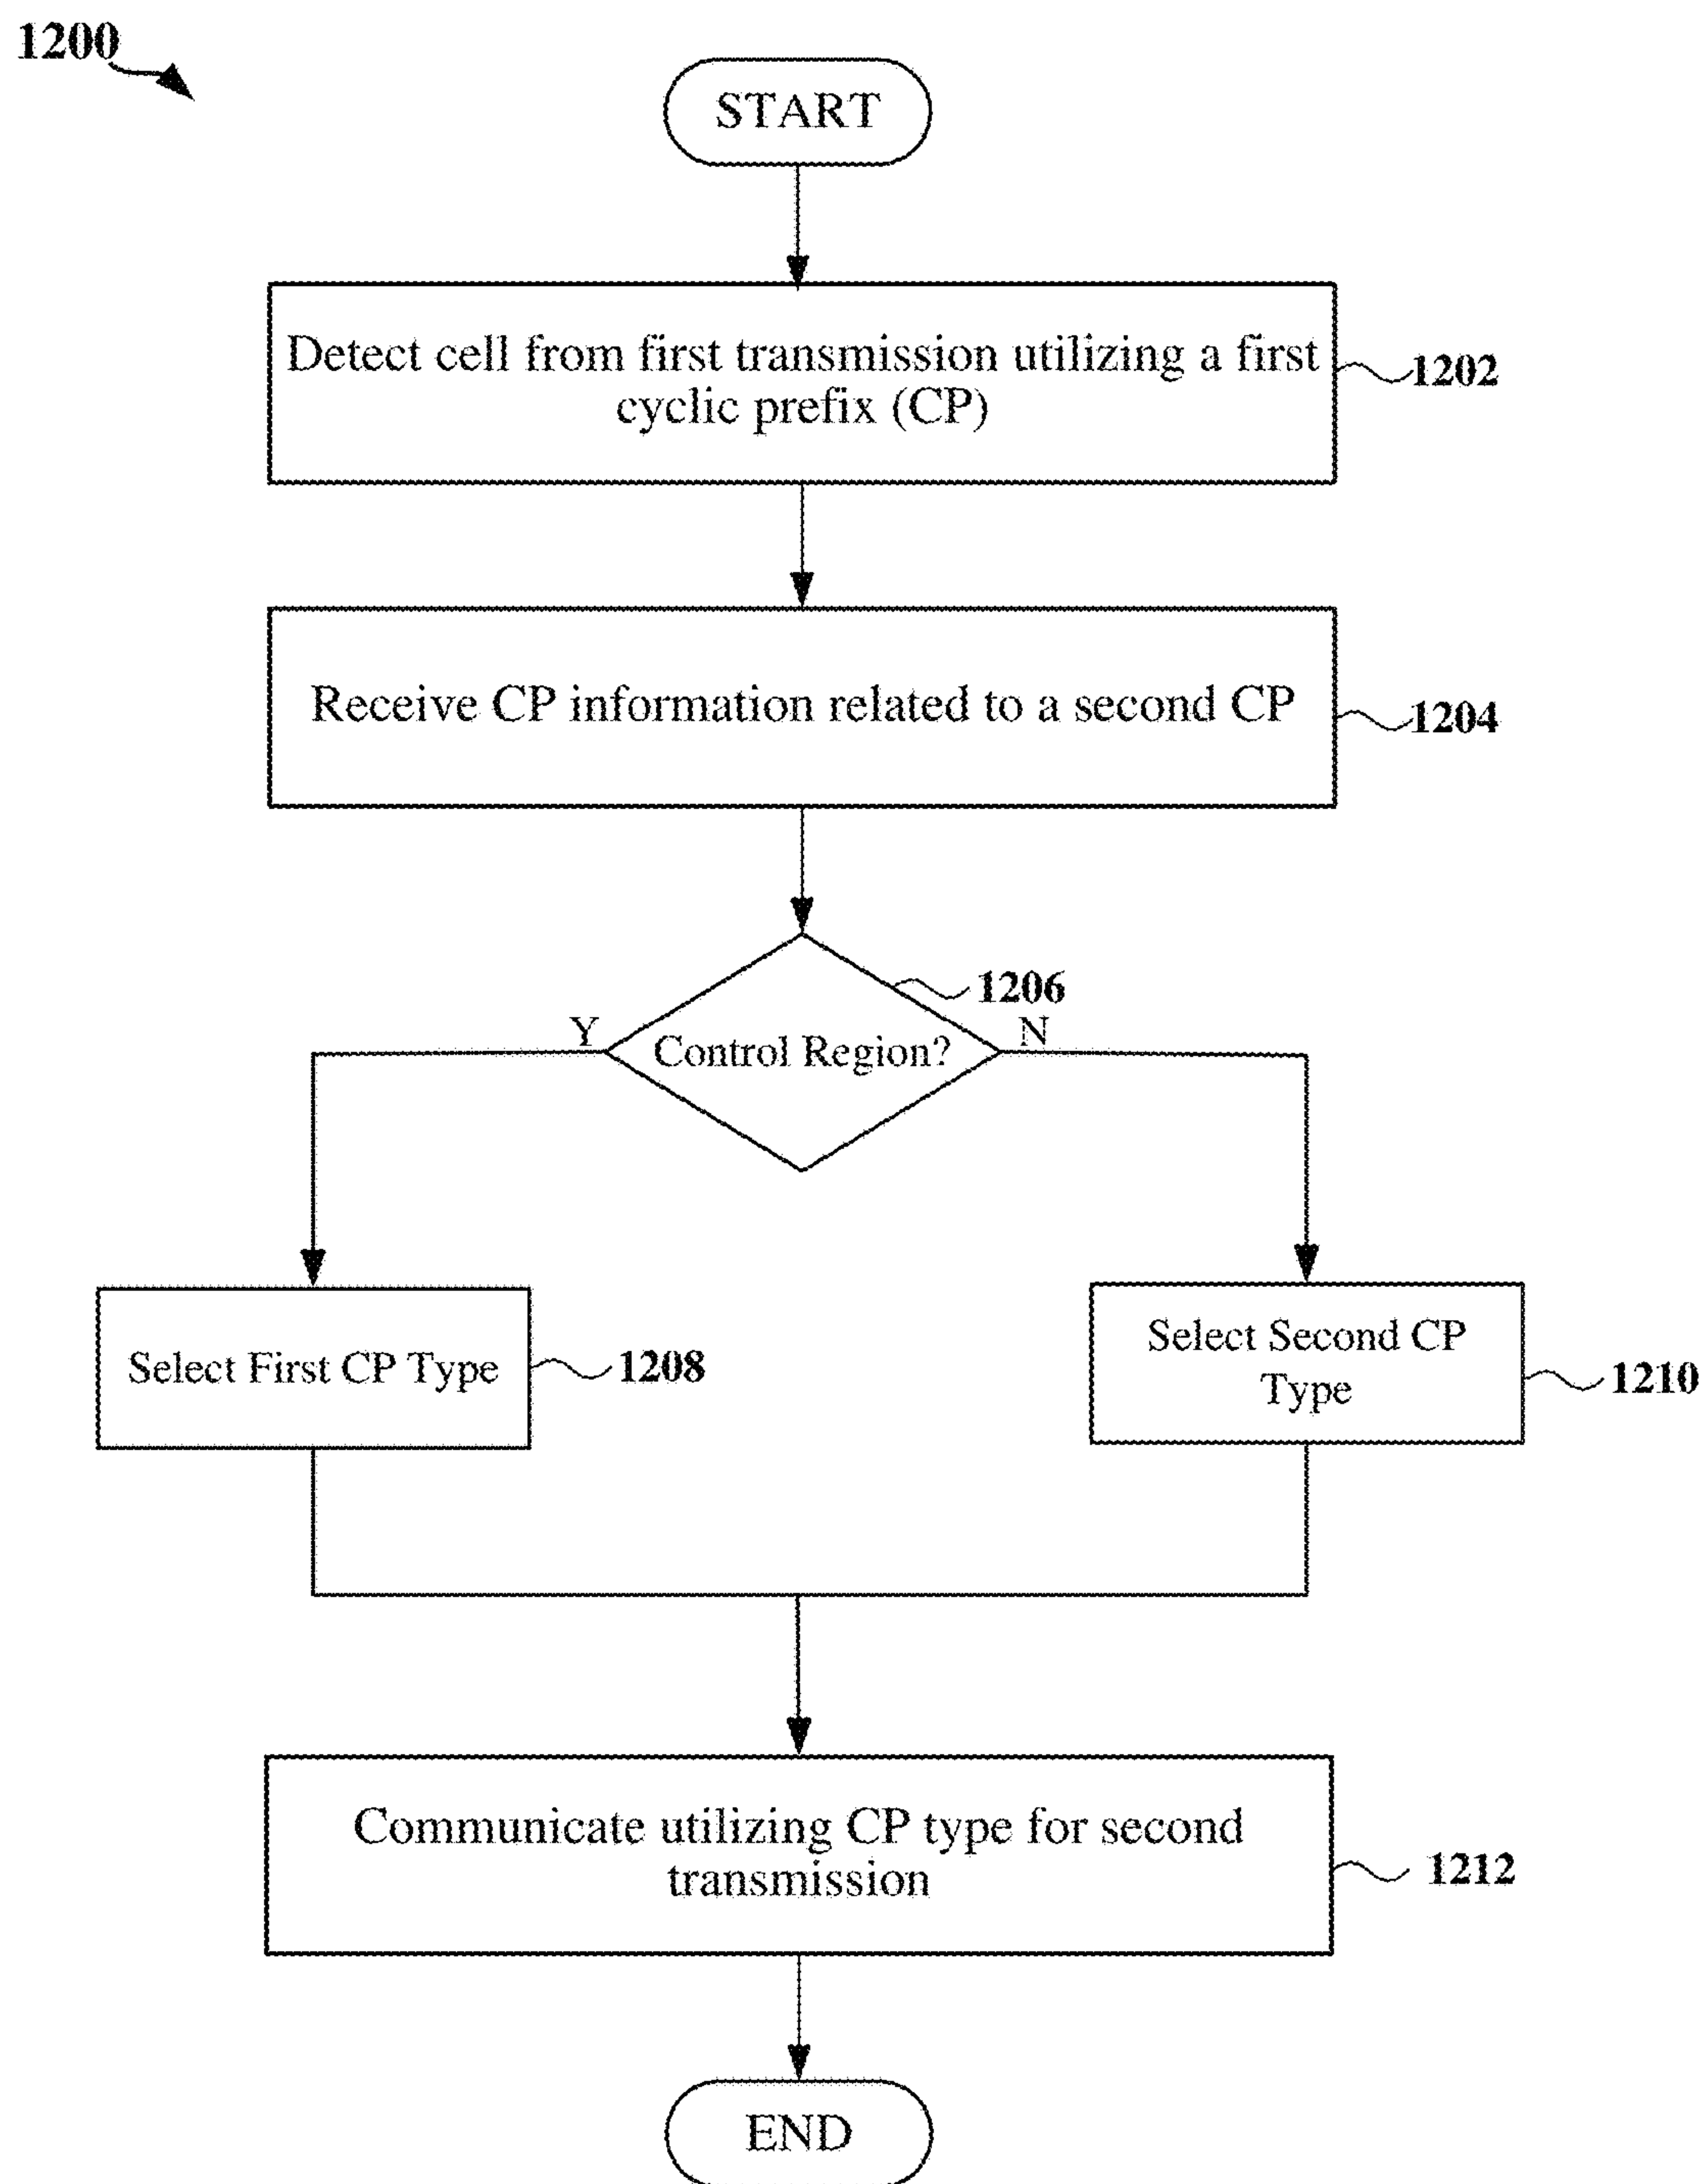 1200
START
Detect cell from first transmission utilizing a first
cyclic prefix (CP)
1202
Receive CP information related to a second CP
1204
1206
Y
Control Region?
N
Select First CP Type
1208
Select Second CP
Type
1210
Communicate utilizing CP type for second
transmission
1212
END